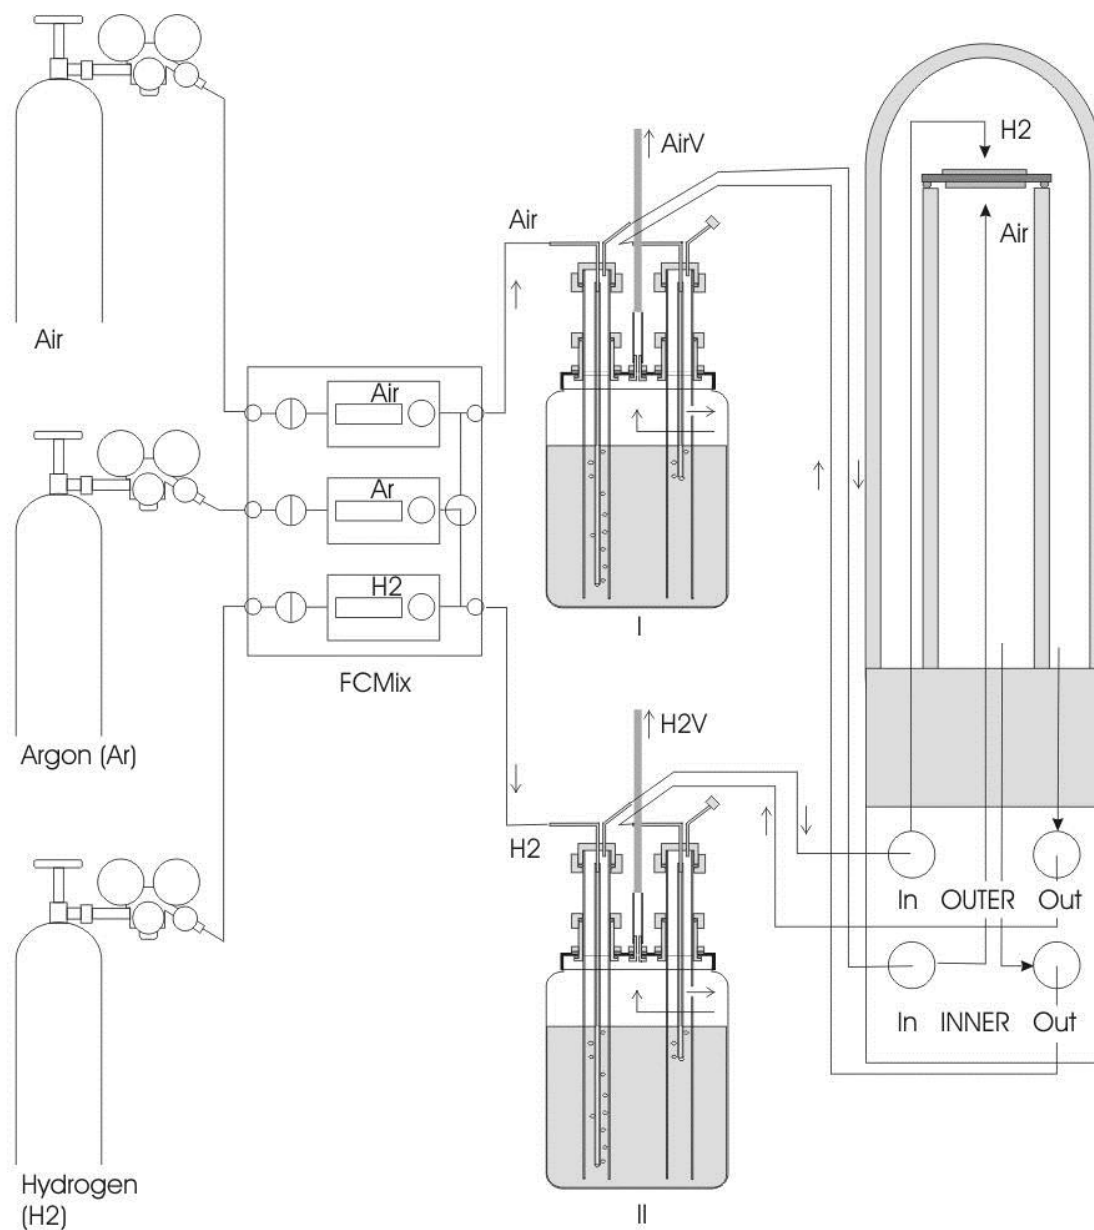 H2
AirV
Air
Air
Air
Air
Ar
H2
I
FCMix
H2V
Argon (Ar)
H2
In OUTER Out
In INNER Out
Hydrogen
(H2)
II